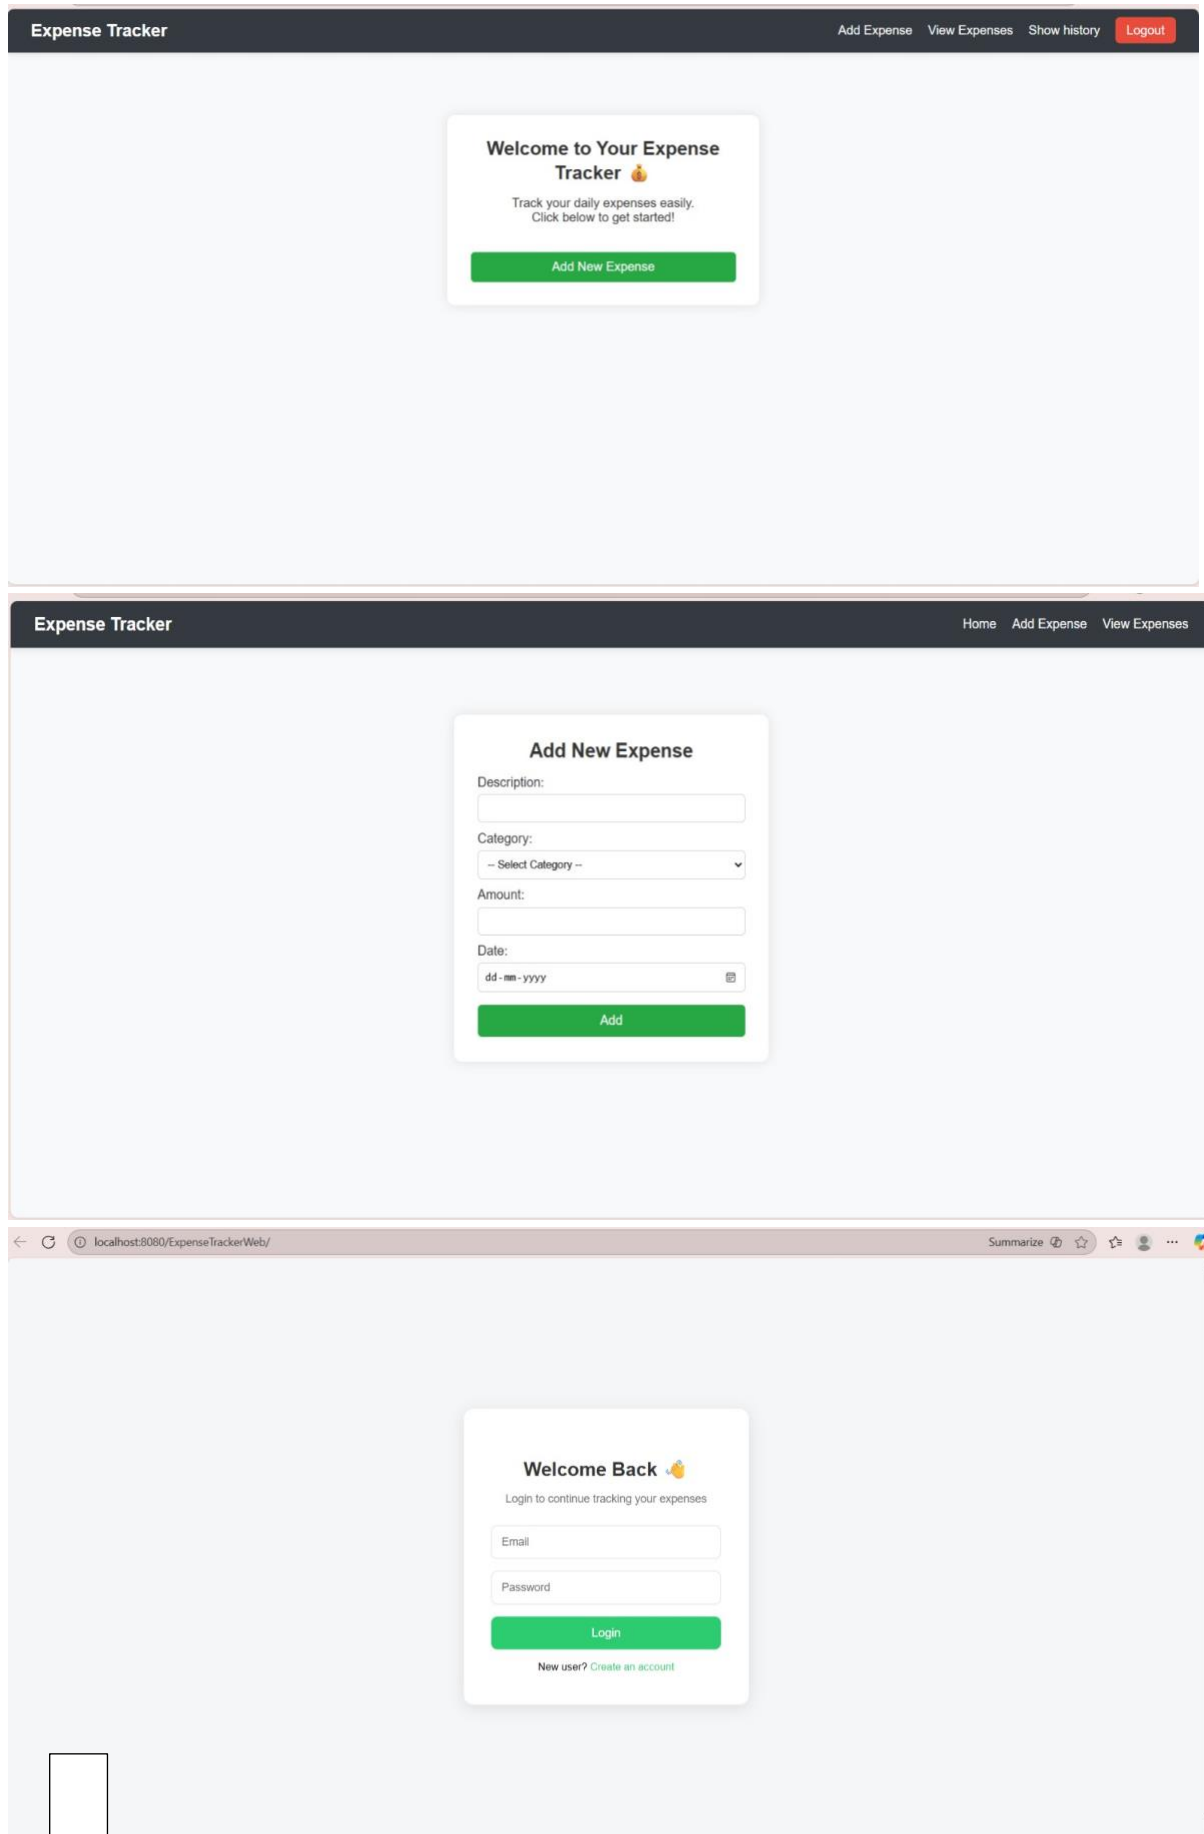 Expense Tracker
Add Expense View Expenses Show history Logout
Welcome to Your Expense
Tracker 💰
Track your daily expenses easily.
Click below to get started!
Add New Expense
Expense Tracker
Home Add Expense View Expenses
Add New Expense
Description:
Category:
-- Select Category --
Amount:
Date:
dd-mm-yyyy
Add
localhost:8080/ExpenseTrackerWeb/
Summarize
Welcome Back 👋
Login to continue tracking your expenses
Email
Password
Login
New user? Create an account